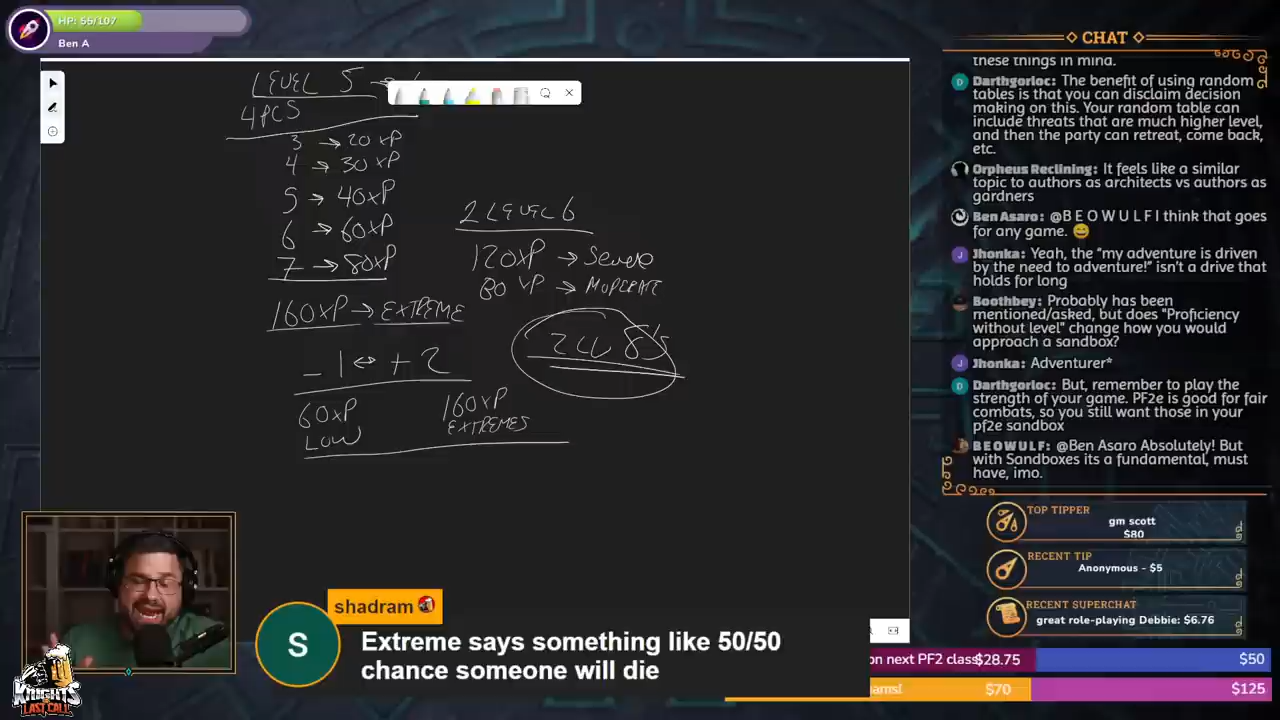 HP: 55/107
Ben A
LEVEL 5 →
4 PCS
3 → 20 XP
4 → 30 XP
5 → 40XP
6 → 60XP
7 → 80XP
160XP → EXTREME
- 1 ↔ + 2
60XP
LOW
160XP
EXTREMES
2 LEVEL 6
120XP → Severe
80 XP → MODERATE
2 LVL 8's
shadram
S
Extreme says something like 50/50
chance someone will die
KNIGHTS
LAST CALL
CHAT
these things in mind.
Darthgorloc: The benefit of using random
tables is that you can disclaim decision
making on this. Your random table can
include threats that are much higher level,
and then the party can retreat, come back,
etc.
Orpheus Reclining: It feels like a similar
topic to authors as architects vs authors as
gardners
Ben Asaro: @B E O W U L F I think that goes
for any game. 😅
Jhonka: Yeah, the “my adventure is driven
by the need to adventure!” isn't a drive that
holds for long
Boothbey: Probably has been
mentioned/asked, but does "Proficiency
without level" change how you would
approach a sandbox?
Jhonka: Adventurer*
Darthgorloc: But, remember to play the
strength of your game. PF2e is good for fair
combats, so you still want those in your
pf2e sandbox
B E O W U L F: @Ben Asaro Absolutely! But
with Sandboxes its a fundamental, must
have, imo.
TOP TIPPER
gm scott
$80
RECENT TIP
Anonymous - $5
RECENT SUPERCHAT
great role-playing Debbie: $6.76
on next PF2 class
$28.75
$50
ams!
$70
$125